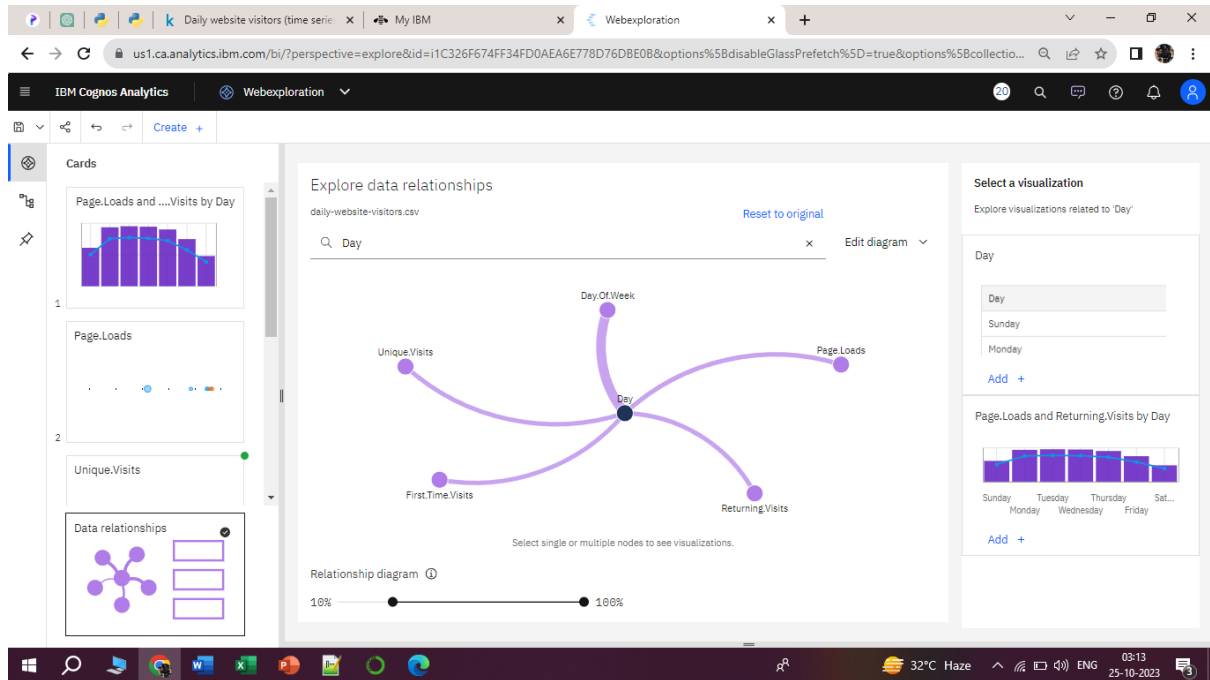 Daily website visitors (time serie
My IBM
Webexploration
us1.ca.analytics.ibm.com/bi/?perspective=explore&id=i1C326F674FF34FD0AEA6E778D76DBE0B&options%5BdisableGlassPrefetch%5D=true&options%5Bcollectio...
IBM Cognos Analytics
Webexploration
20
Create +
Cards
Page.Loads and ....Visits by Day
1
Page.Loads
2
Unique.Visits
Data relationships
Explore data relationships
daily-website-visitors.csv
Reset to original
Day
Edit diagram
Day.Of.Week
Unique.Visits
Page.Loads
Day
First.Time.Visits
Returning.Visits
Select single or multiple nodes to see visualizations.
Relationship diagram
10%
100%
Select a visualization
Explore visualizations related to 'Day'
Day
Day
Sunday
Monday
Add +
Page.Loads and Returning.Visits by Day
Sunday Tuesday Thursday Sat...
Monday Wednesday Friday
Add +
32°C Haze
ENG
03:13
25-10-2023
3